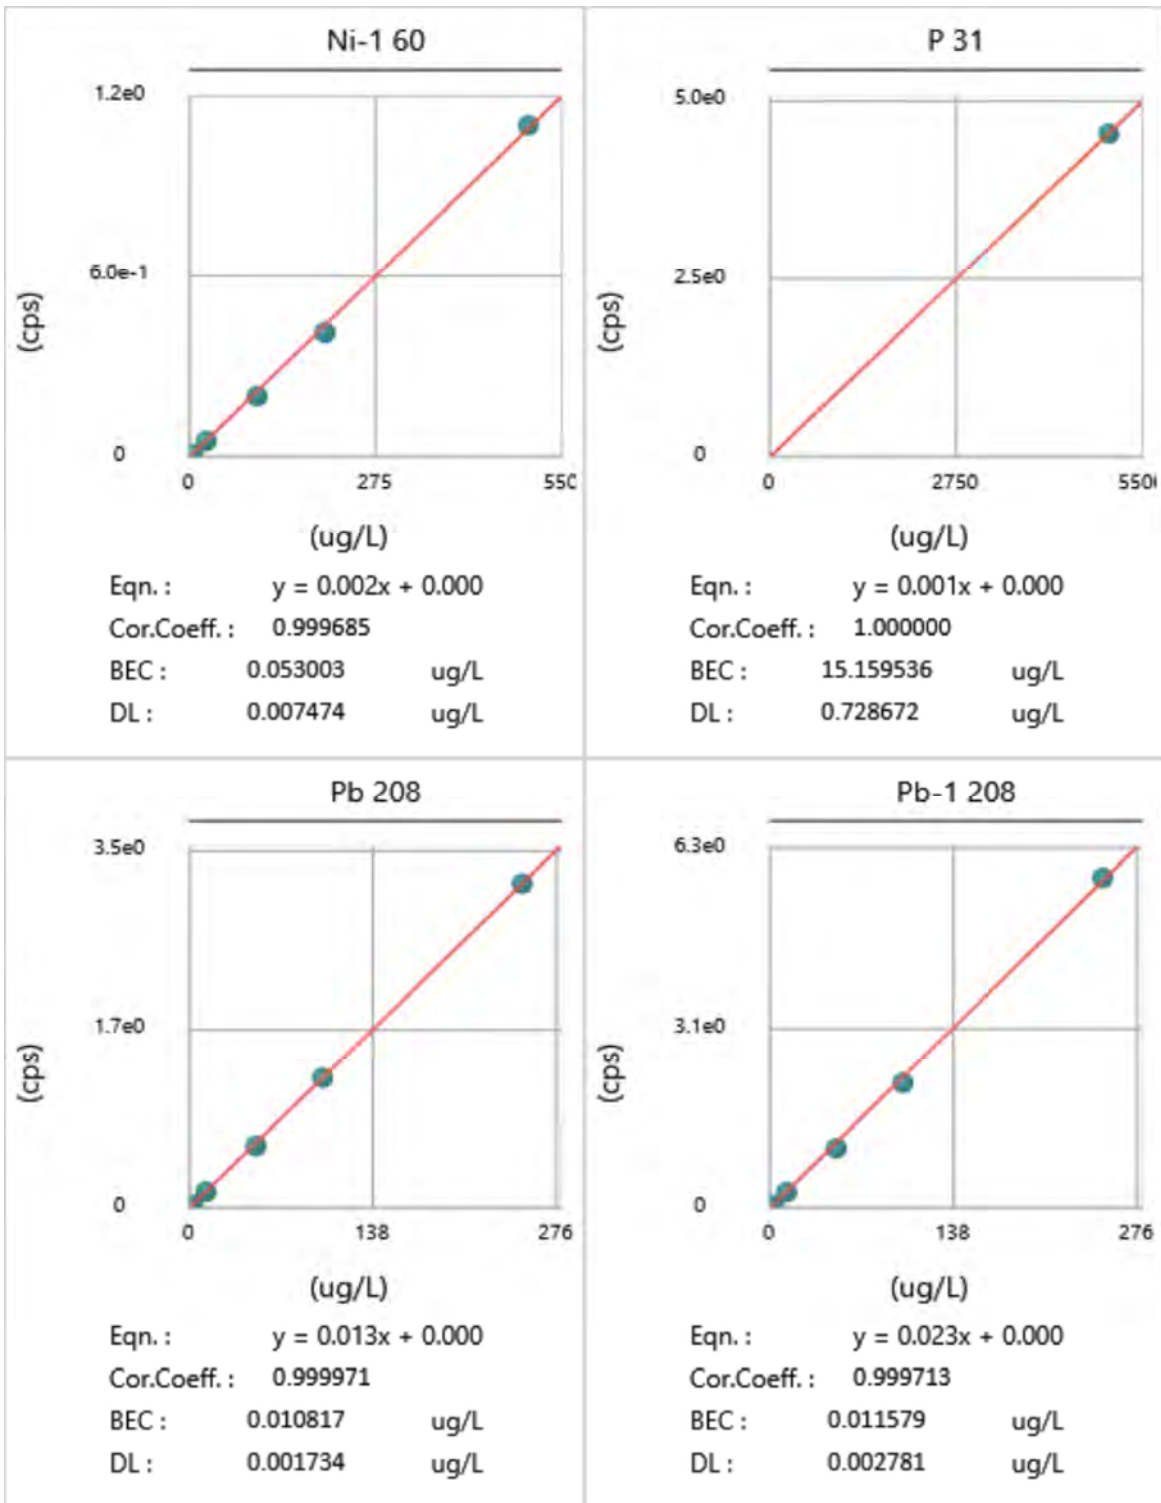 Ni-1 60
1.2e0
6.0e-1
0
(cps)
0 275 550
(ug/L)
Eqn. : y = 0.002x + 0.000
Cor.Coeff. : 0.999685
BEC : 0.053003 ug/L
DL : 0.007474 ug/L
P 31
5.0e0
2.5e0
0
(cps)
0 2750 550
(ug/L)
Eqn. : y = 0.001x + 0.000
Cor.Coeff. : 1.000000
BEC : 15.159536 ug/L
DL : 0.728672 ug/L
Pb 208
3.5e0
1.7e0
0
(cps)
0 138 276
(ug/L)
Eqn. : y = 0.013x + 0.000
Cor.Coeff. : 0.999971
BEC : 0.010817 ug/L
DL : 0.001734 ug/L
Pb-1 208
6.3e0
3.1e0
0
(cps)
0 138 276
(ug/L)
Eqn. : y = 0.023x + 0.000
Cor.Coeff. : 0.999713
BEC : 0.011579 ug/L
DL : 0.002781 ug/L